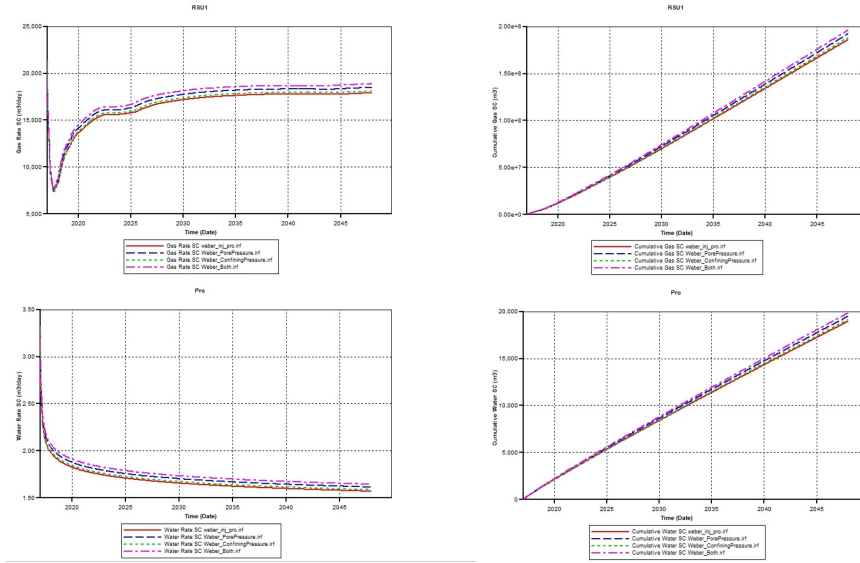 RSU1
25,000
20,000
15,000
10,000
5,000
Gas Rate SC (m3/day)
2020 2025 2030 2035 2040 2045
Time (Date)
Gas Rate SC weber_inj_pro.irf
Gas Rate SC Weber_PorePressure.irf
Gas Rate SC Weber_ConfiningPressure.irf
Gas Rate SC Weber_Both.irf
RSU1
2.00e+8
1.50e+8
1.00e+8
5.00e+7
0.00e+0
Cumulative Gas SC (m3)
2020 2025 2030 2035 2040 2045
Time (Date)
Cumulative Gas SC weber_inj_pro.irf
Cumulative Gas SC Weber_PorePressure.irf
Cumulative Gas SC Weber_ConfiningPressure.irf
Cumulative Gas SC Weber_Both.irf
Pro
3.50
3.00
2.50
2.00
1.50
Water Rate SC (m3/day)
2020 2025 2030 2035 2040 2045
Time (Date)
Water Rate SC weber_inj_pro.irf
Water Rate SC Weber_PorePressure.irf
Water Rate SC Weber_ConfiningPressure.irf
Water Rate SC Weber_Both.irf
Pro
20,000
15,000
10,000
5,000
0
Cumulative Water SC (m3)
2020 2025 2030 2035 2040 2045
Time (Date)
Cumulative Water SC weber_inj_pro.irf
Cumulative Water SC Weber_PorePressure.irf
Cumulative Water SC Weber_ConfiningPressure.irf
Cumulative Water SC Weber_Both.irf